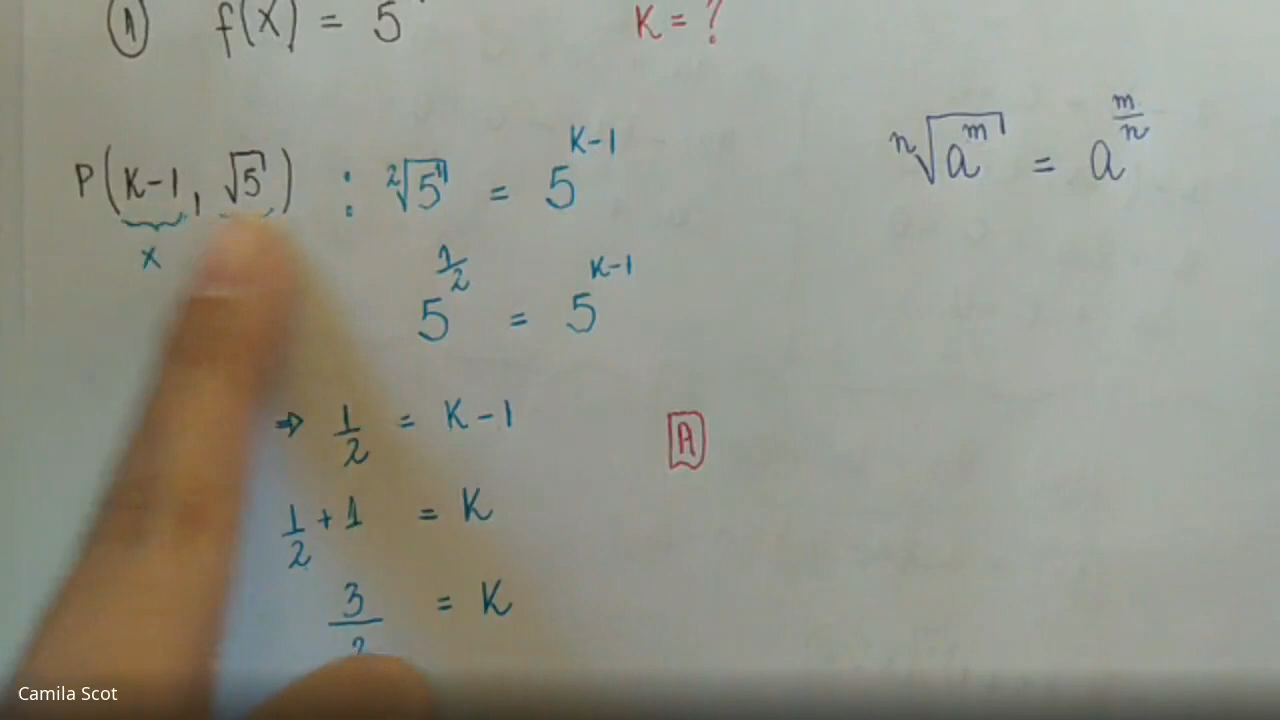 ① f(x) = 5 K = ?
P(K-1, √5) : ²√5¹ = 5^(K-1)
ⁿ√a^m = a^(m/n)
x
5^(1/2) = 5^(K-1)
⇒ 1/2 = K-1
A
1/2 + 1 = K
3/2 = K
Camila Scot